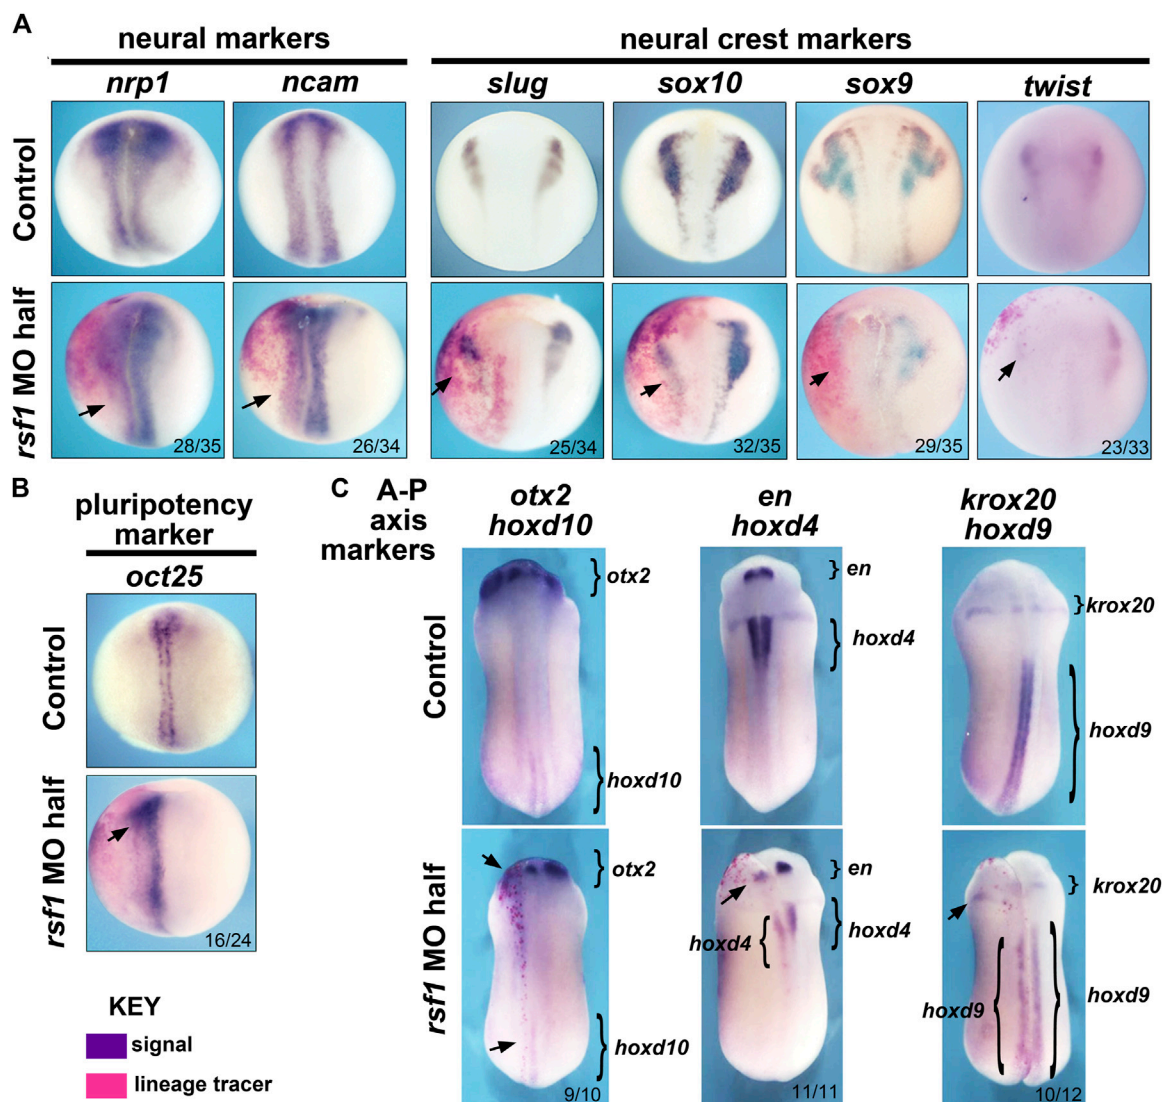 A
neural markers
neural crest markers
nrp1
ncam
slug
sox10
sox9
twist
Control
rsf1 MO half
28/35
26/34
25/34
32/35
29/35
23/33
B
pluripotency
marker
oct25
Control
rsf1 MO half
16/24
KEY
signal
lineage tracer
C
A-P
axis
markers
otx2
hoxd10
en
hoxd4
krox20
hoxd9
Control
otx2
hoxd10
en
hoxd4
krox20
hoxd9
rsf1 MO half
otx2
hoxd10
9/10
en
hoxd4
hoxd4
11/11
krox20
hoxd9
hoxd9
10/12